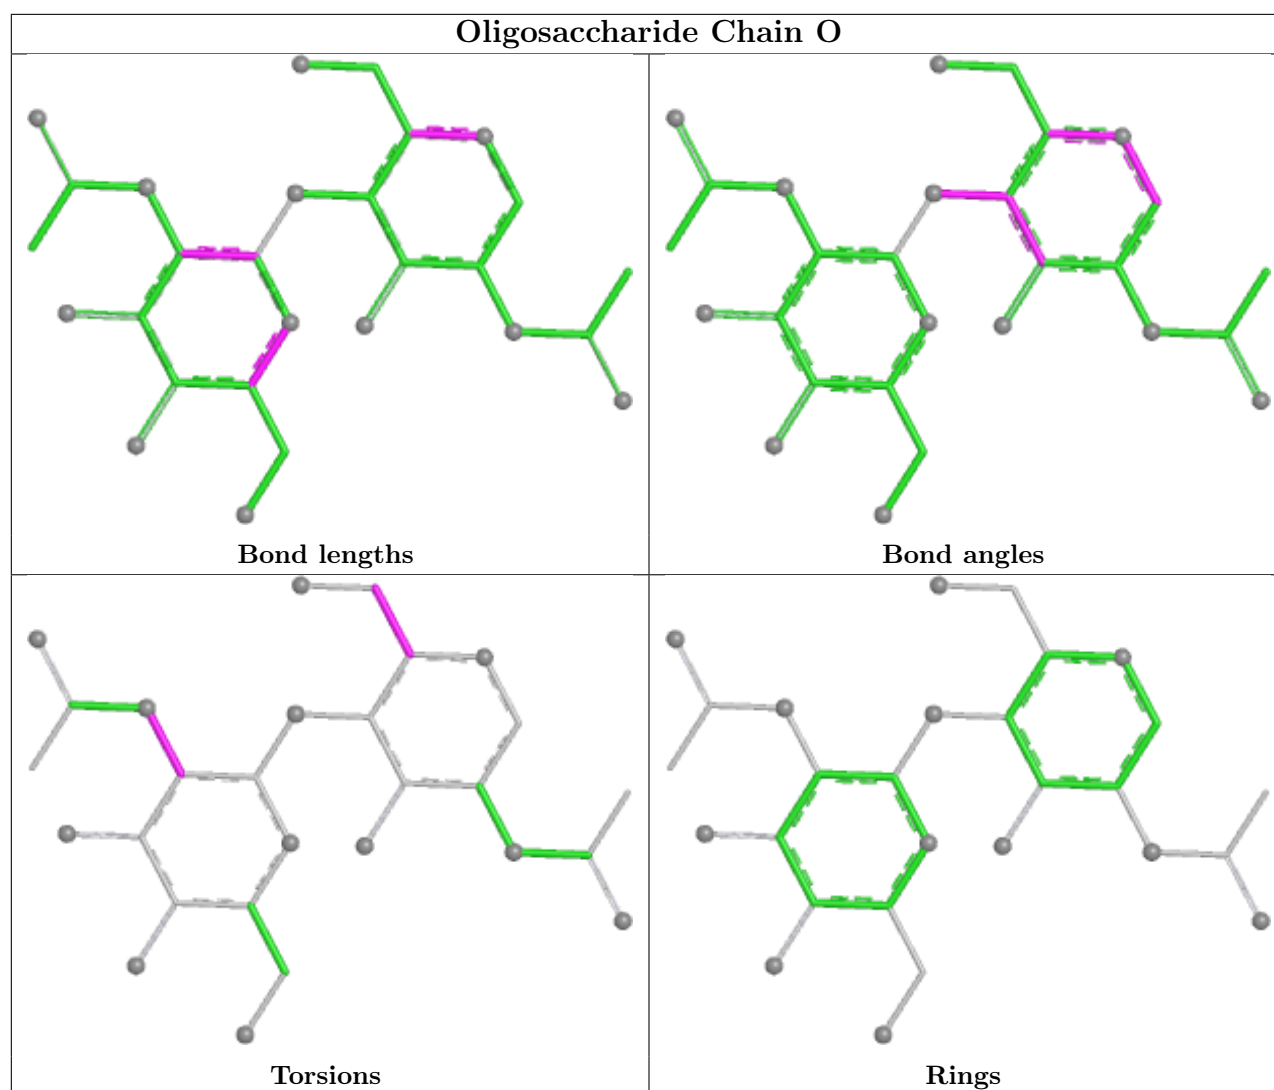 Oligosaccharide Chain O
Bond lengths
Bond angles
Torsions
Rings